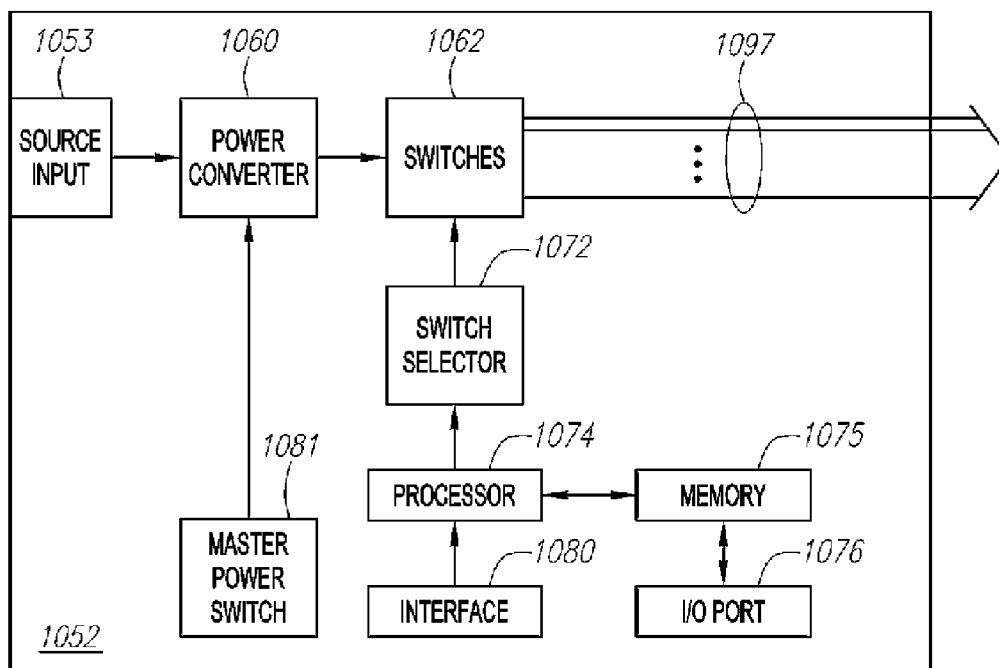 1053
1060
1062
1097
SOURCE
INPUT
POWER
CONVERTER
SWITCHES
1072
SWITCH
SELECTOR
1081
1074
1075
PROCESSOR
MEMORY
MASTER
POWER
SWITCH
1080
1076
INTERFACE
I/O PORT
1052